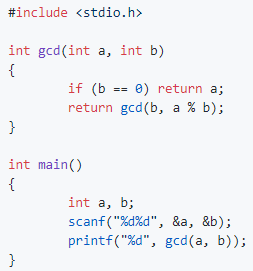 #include <stdio.h>

int gcd(int a, int b)
{
        if (b == 0) return a;
        return gcd(b, a % b);
}

int main()
{
        int a, b;
        scanf("%d%d", &a, &b);
        printf("%d", gcd(a, b));
}